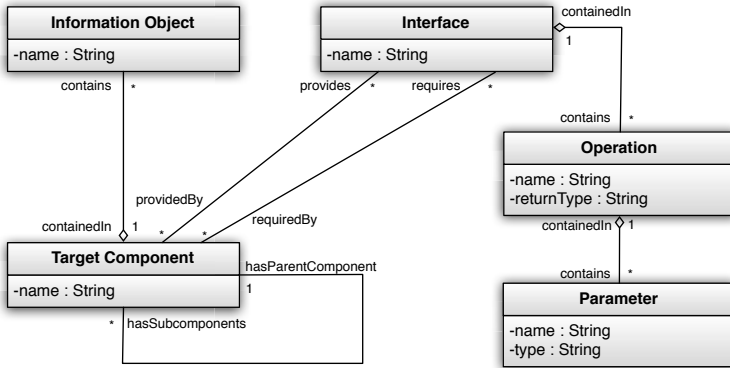 Information Object
-name : String
contains
*
Interface
-name : String
containedIn
1
provides
*
requires
*
contains
*
Operation
-name : String
-returnType : String
providedBy
*
requiredBy
*
containedIn
1
containedIn
1
Target Component
-name : String
hasParentComponent
1
*
hasSubcomponents
contains
*
Parameter
-name : String
-type : String